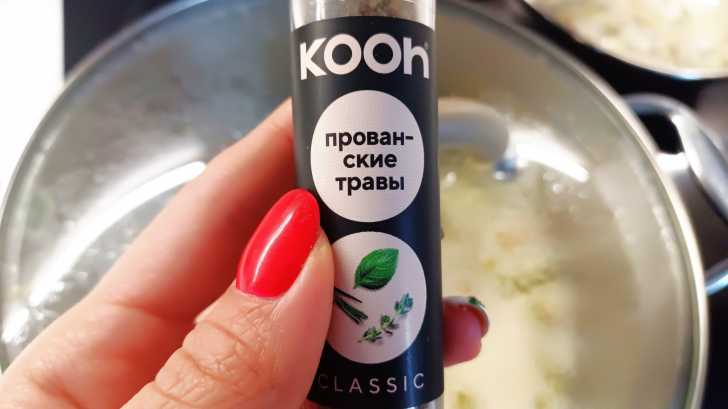 KOOh®
прован-
ские
травы
CLASSIC